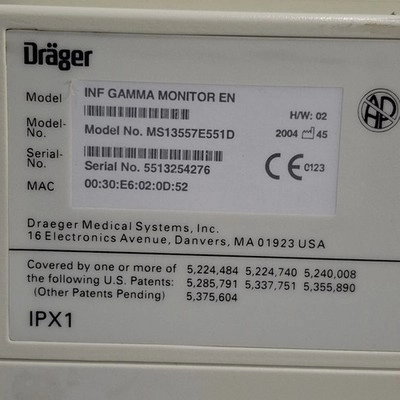 Dräger
Model INF GAMMA MONITOR EN
H/W: 02
Model-No. Model No. MS13557E551D 2004 45
Serial-No. Serial No. 5513254276 CE 0123
MAC 00:30:E6:02:0D:52
Draeger Medical Systems, Inc.
16 Electronics Avenue, Danvers, MA 01923 USA
Covered by one or more of 5,224,484 5,224,740 5,240,008
the following U.S. Patents: 5,285,791 5,337,751 5,355,890
(Other Patents Pending) 5,375,604
IPX1